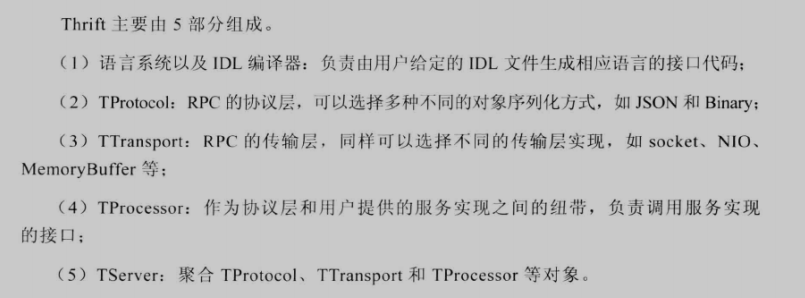 Thrift 主要由 5 部分组成。
（1）语言系统以及 IDL 编译器：负责由用户给定的 IDL 文件生成相应语言的接口代码；
（2）TProtocol：RPC 的协议层，可以选择多种不同的对象序列化方式，如 JSON 和 Binary；
（3）TTransport：RPC 的传输层，同样可以选择不同的传输层实现，如 socket、NIO、
MemoryBuffer 等；
（4）TProcessor：作为协议层和用户提供的服务实现之间的纽带，负责调用服务实现
的接口；
（5）TServer：聚合 TProtocol、TTransport 和 TProcessor 等对象。